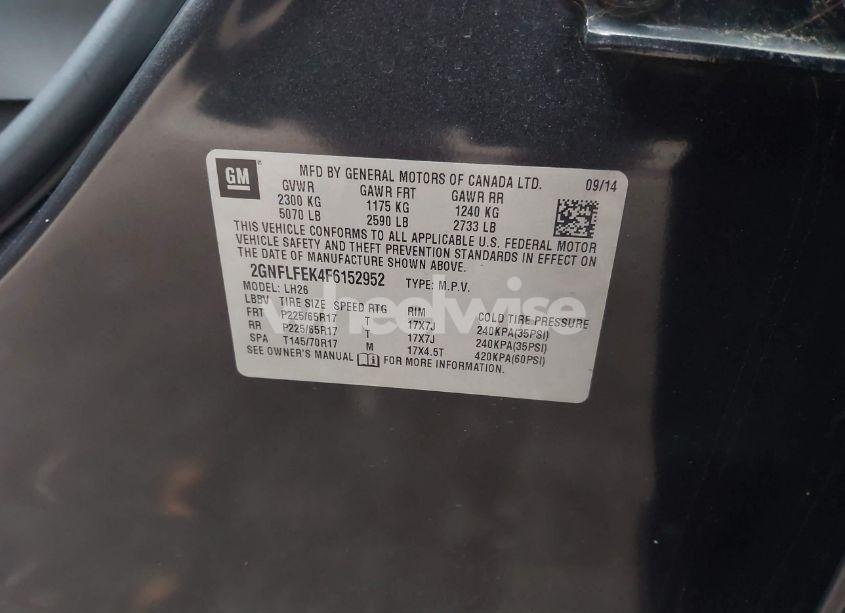 GM
MFD BY GENERAL MOTORS OF CANADA LTD. 09/14
GVWR GAWR FRT GAWR RR
2300 KG 1175 KG 1240 KG
5070 LB 2590 LB 2733 LB
THIS VEHICLE CONFORMS TO ALL APPLICABLE U.S. FEDERAL MOTOR
VEHICLE SAFETY AND THEFT PREVENTION STANDARDS IN EFFECT ON
THE DATE OF MANUFACTURE SHOWN ABOVE.
2GNFLFEK4F6152952 TYPE: M.P.V.
MODEL: LH26
LBBV TIRE SIZE SPEED RTG RIM COLD TIRE PRESSURE
FRT P225/65R17 T 17X7J 240KPA(35PSI)
RR P225/65R17 T 17X7J 240KPA(35PSI)
SPA T145/70R17 M 17X4.5T 420KPA(60PSI)
SEE OWNER'S MANUAL FOR MORE INFORMATION.
wheelwise